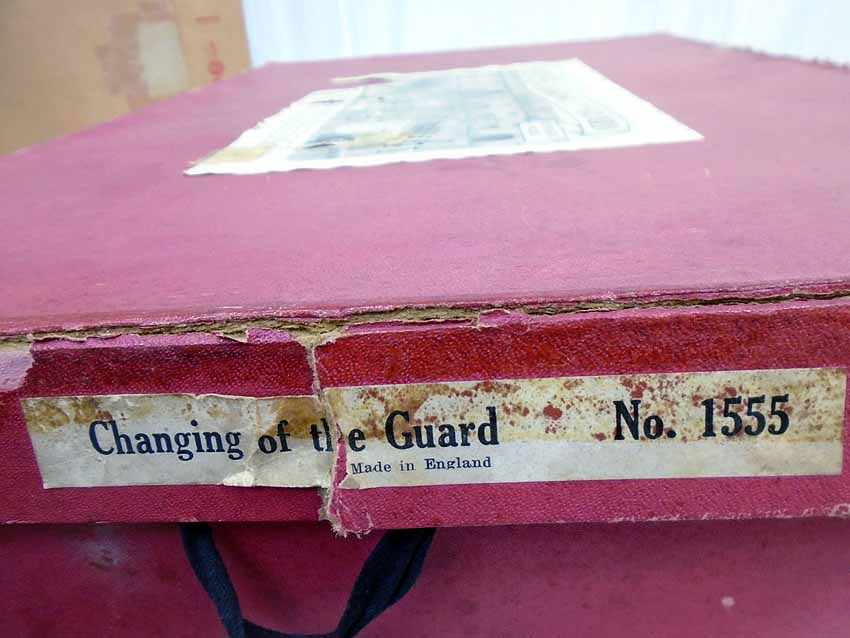 Changing of the Guard No. 1555
Made in England